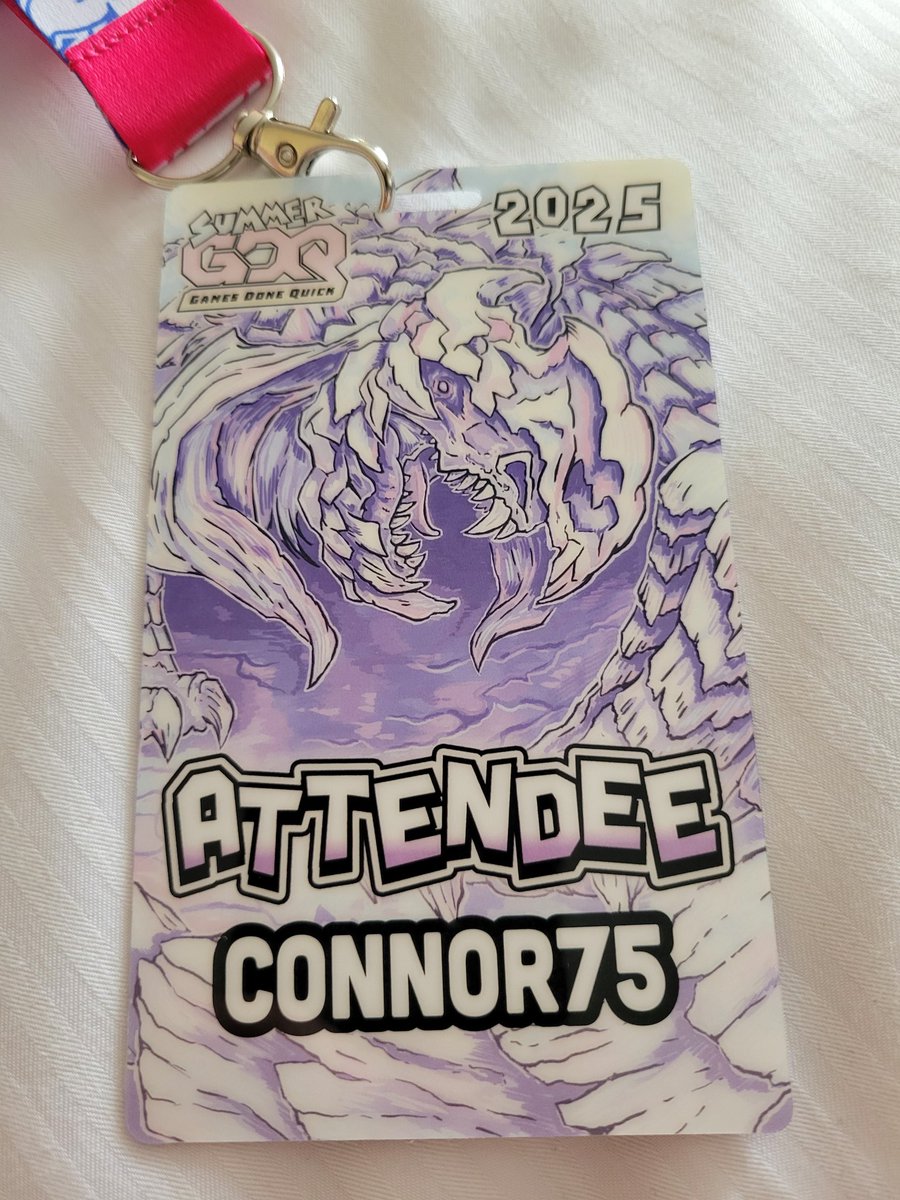 SUMMER
GDQ
GAMES DONE QUICK
2025
ATTENDEE
CONNOR75